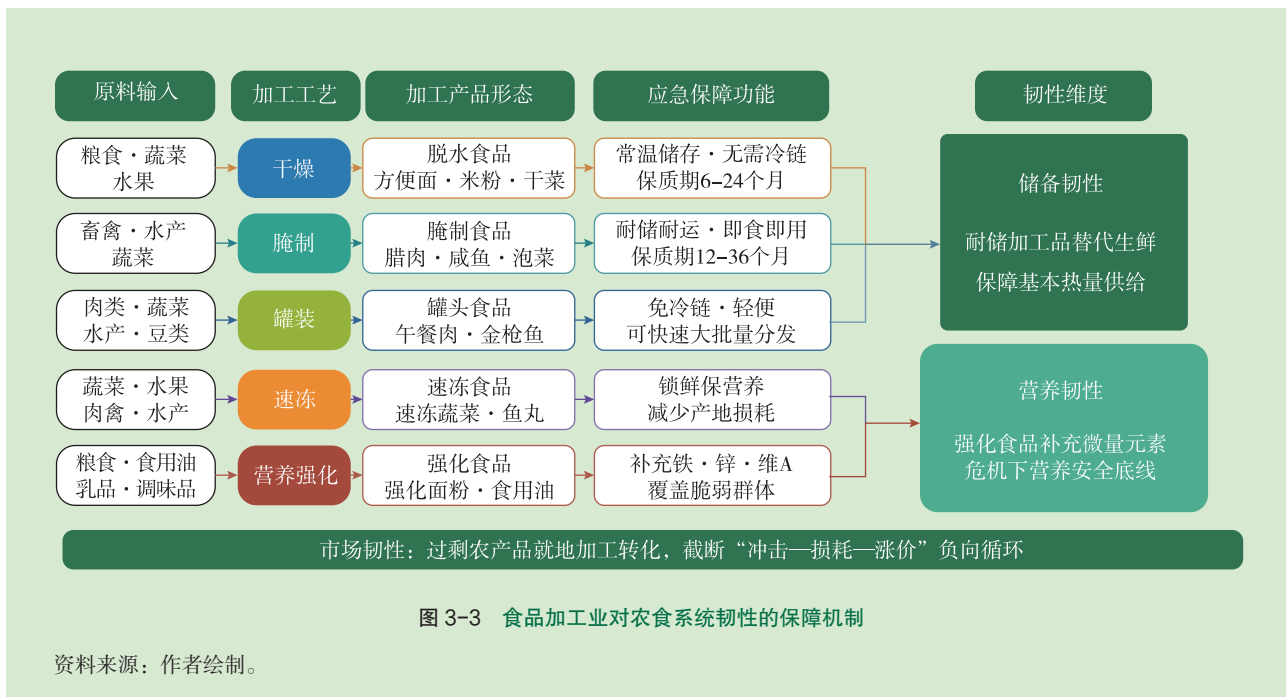 原料输入
加工工艺
加工产品形态
应急保障功能
韧性维度
粮食·蔬菜
水果
干燥
脱水食品
方便面·米粉·干菜
常温储存·无需冷链
保质期6-24个月
畜禽·水产
蔬菜
腌制
腌制食品
腊肉·咸鱼·泡菜
耐储耐运·即食即用
保质期12-36个月
肉类·蔬菜
水产·豆类
罐装
罐头食品
午餐肉·金枪鱼
免冷链·轻便
可快速大批量分发
储备韧性
耐储加工品替代生鲜
保障基本热量供给
蔬菜·水果
肉禽·水产
速冻
速冻食品
速冻蔬菜·鱼丸
锁鲜保营养
减少产地损耗
粮食·食用油
乳品·调味品
营养强化
强化食品
强化面粉·食用油
补充铁·锌·维A
覆盖脆弱群体
营养韧性
强化食品补充微量元素
危机下营养安全底线
市场韧性：过剩农产品就地加工转化，截断“冲击—损耗—涨价”负向循环
图 3-3 食品加工业对农食系统韧性的保障机制
资料来源：作者绘制。